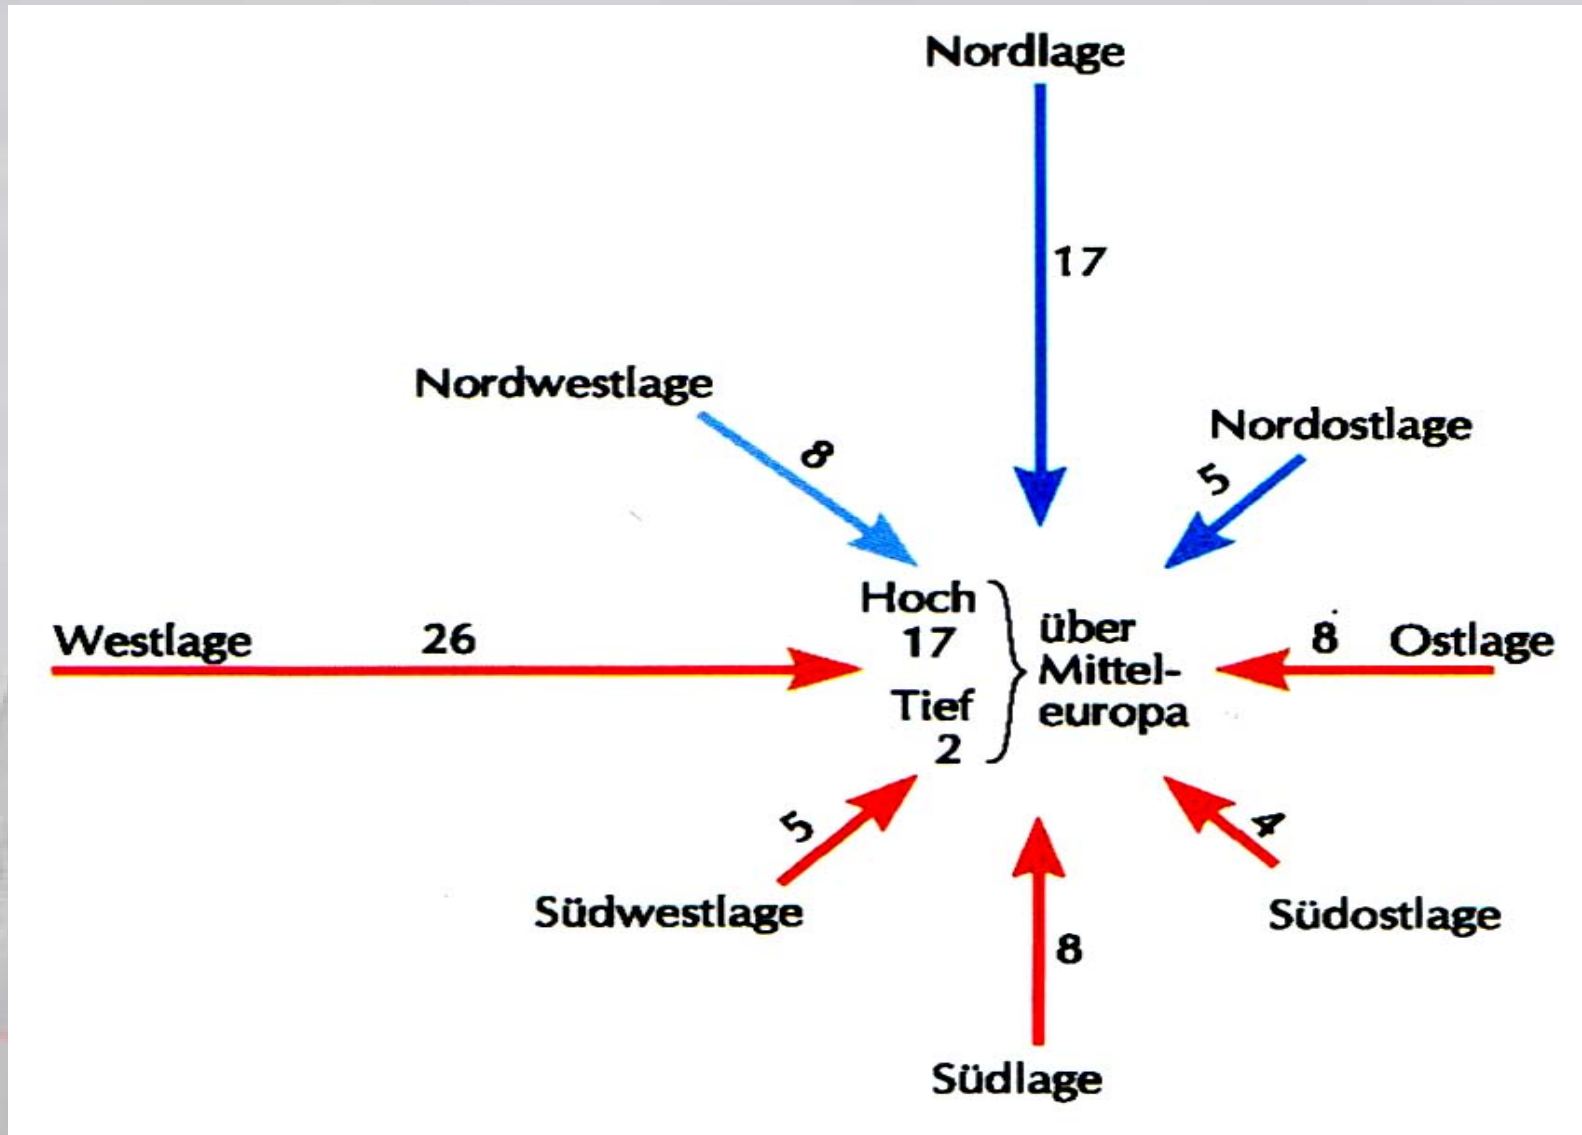 Nordlage
17
Nordwestlage
8
Nordostlage
5
Westlage 26
Hoch
17
Tief
2
über
Mittel-
europa
8 Ostlage
5
Südwestlage
4
Südostlage
8
Südlage